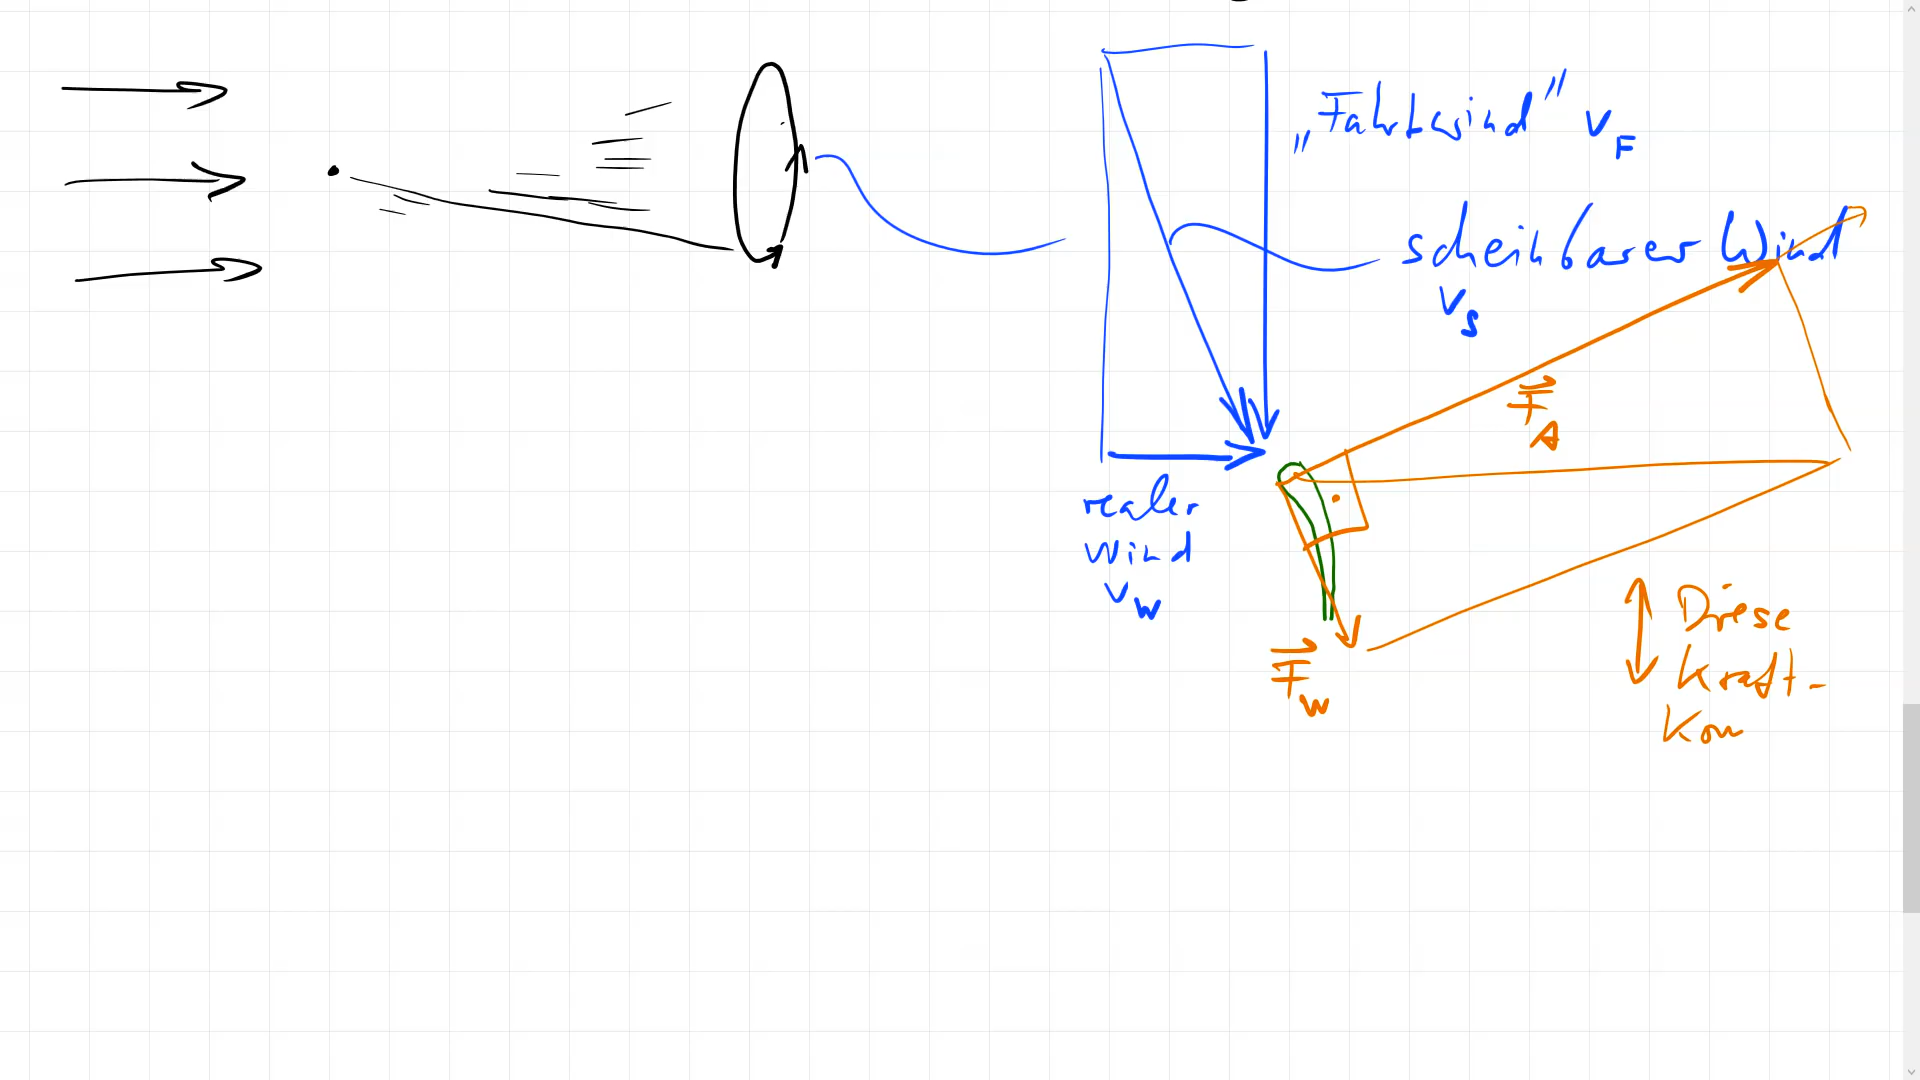 „Fahrtwind" v_F
scheinbarer Wind
v_S
F_A
realer
Wind
v_W
F_W
Diese
Kraft-
Kom